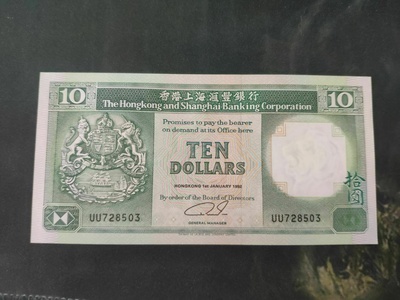 10 香港上海滙豐銀行 10
The Hongkong and Shanghai Banking Corporation
Promises to pay the bearer
on demand at its Office here
TEN
DOLLARS
HONGKONG 1st JANUARY
By order of the Board of Directors
拾圓
UU728503 UU728503
GENERAL MANAGER